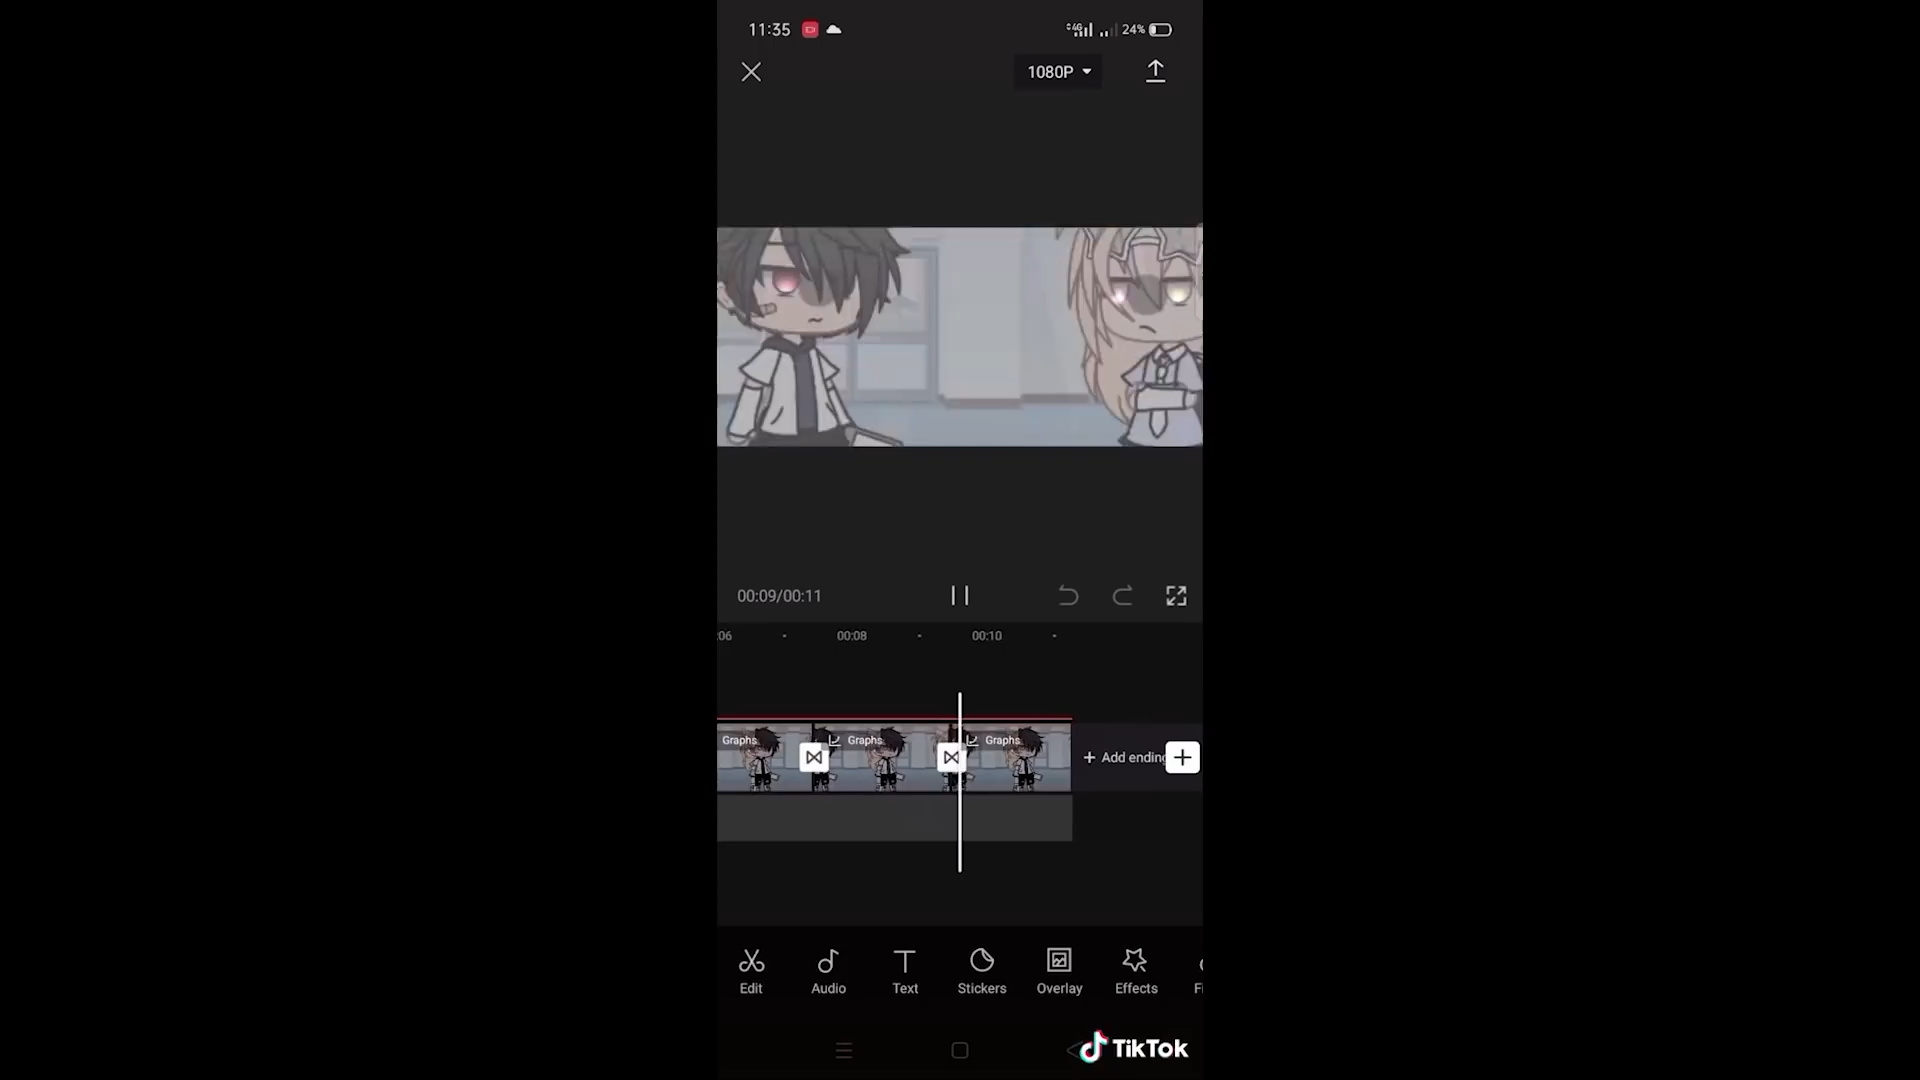 11:35 4G 24%
1080P
00:09/00:11
:06 00:08 00:10
Graphs Graphs Graphs
+ Add ending
Edit Audio Text Stickers Overlay Effects
TikTok